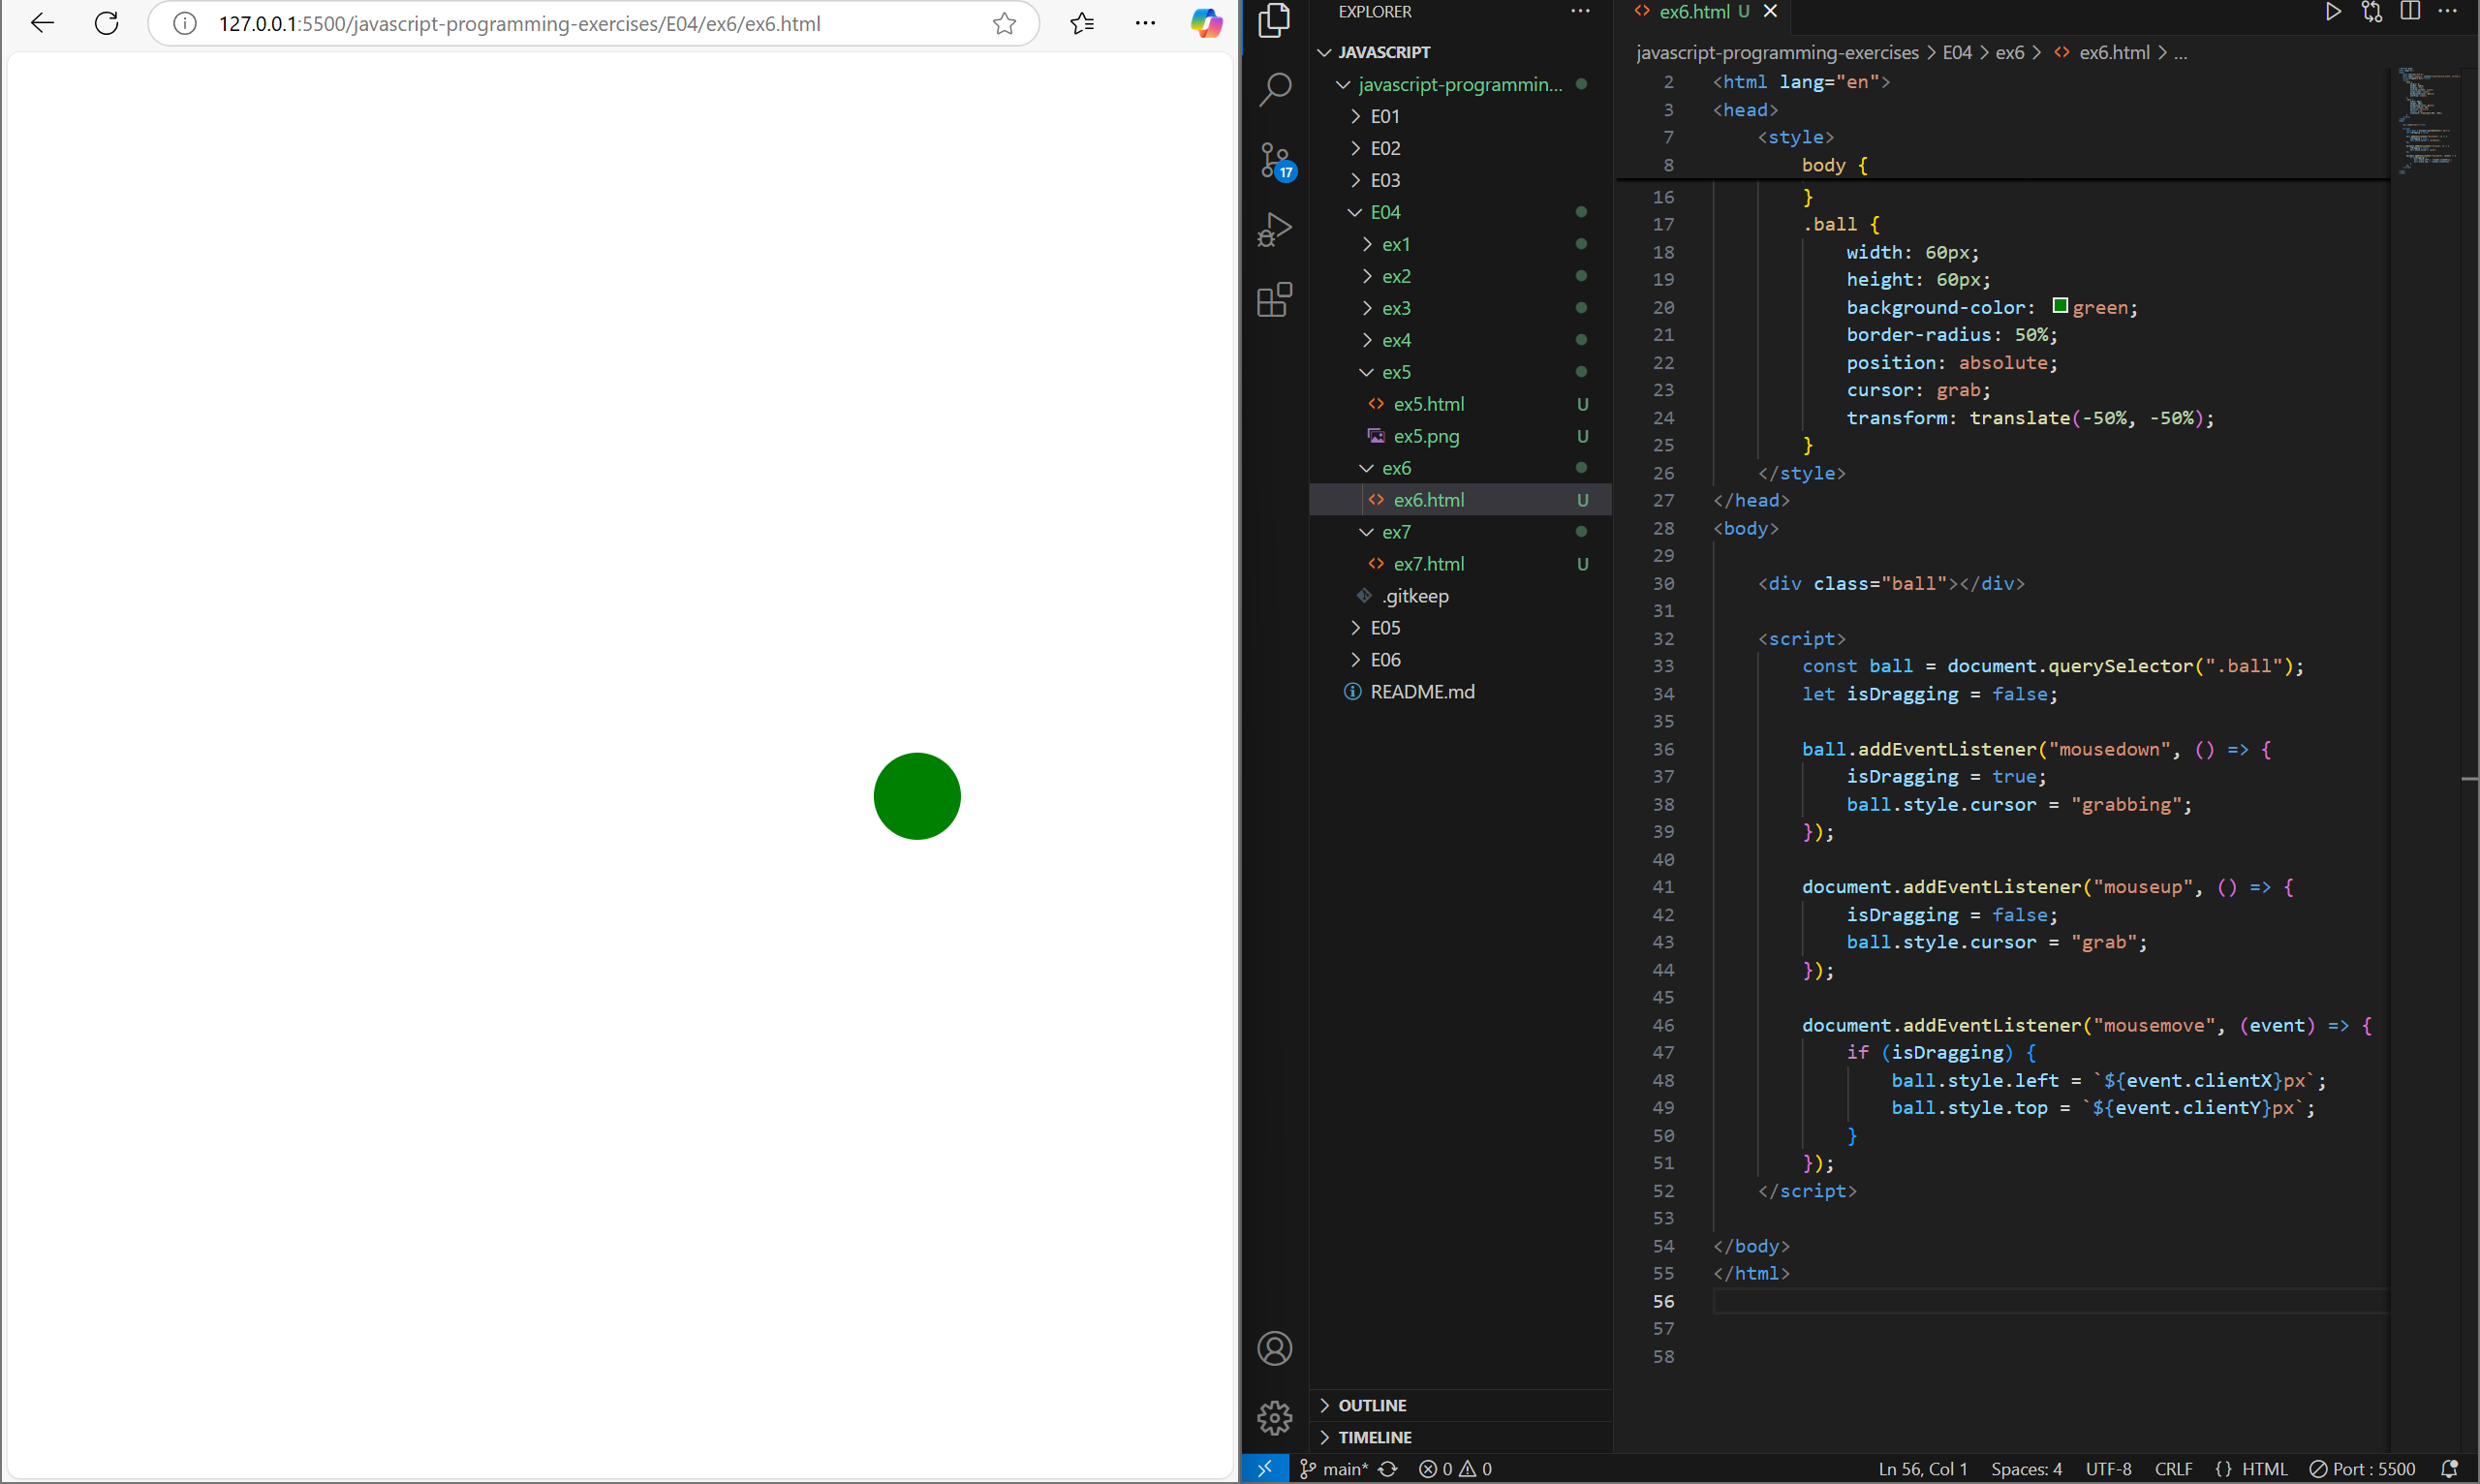 127.0.0.1:5500/javascript-programming-exercises/E04/ex6/ex6.html
EXPLORER
JAVASCRIPT
javascript-programmin...
E01
E02
E03
E04
ex1
ex2
ex3
ex4
ex5
ex5.html U
ex5.png U
ex6
ex6.html U
ex7
ex7.html U
.gitkeep
E05
E06
README.md
OUTLINE
TIMELINE
17
ex6.html U
javascript-programming-exercises > E04 > ex6 > ex6.html > ...
2 <html lang="en">
3 <head>
7 <style>
8 body {
16 }
17 .ball {
18 width: 60px;
19 height: 60px;
20 background-color: green;
21 border-radius: 50%;
22 position: absolute;
23 cursor: grab;
24 transform: translate(-50%, -50%);
25 }
26 </style>
27 </head>
28 <body>
29
30 <div class="ball"></div>
31
32 <script>
33 const ball = document.querySelector(".ball");
34 let isDragging = false;
35
36 ball.addEventListener("mousedown", () => {
37 isDragging = true;
38 ball.style.cursor = "grabbing";
39 });
40
41 document.addEventListener("mouseup", () => {
42 isDragging = false;
43 ball.style.cursor = "grab";
44 });
45
46 document.addEventListener("mousemove", (event) => {
47 if (isDragging) {
48 ball.style.left = `${event.clientX}px`;
49 ball.style.top = `${event.clientY}px`;
50 }
51 });
52 </script>
53
54 </body>
55 </html>
56
57
58
main* 0 0 Ln 56, Col 1 Spaces: 4 UTF-8 CRLF {} HTML Port : 5500